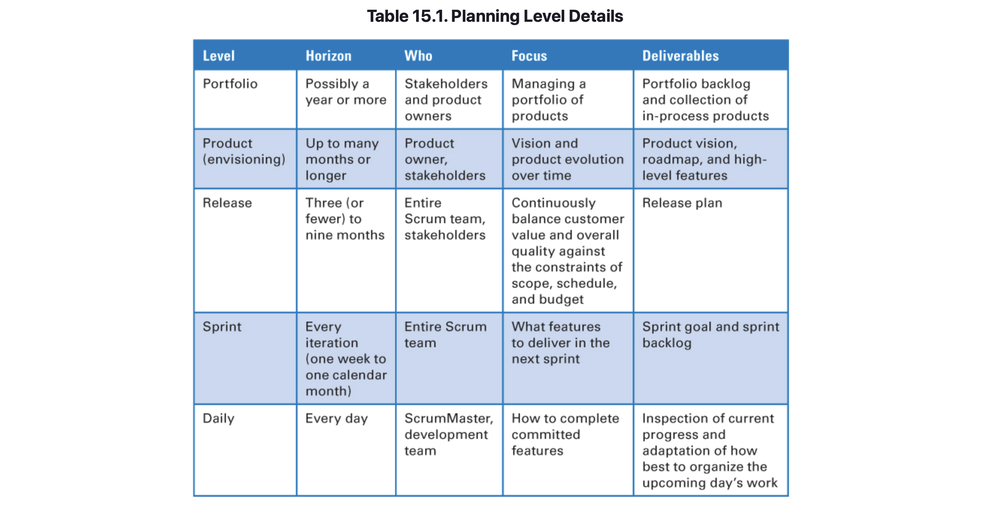 Table 15.1. Planning Level Details
Level
Horizon
Who
Focus
Deliverables
Portfolio
Possibly a
year or more
Stakeholders
and product
owners
Managing a
portfolio of
products
Portfolio backlog
and collection of
in-process products
Product
(envisioning)
Up to many
months or
longer
Product
owner,
stakeholders
Vision and
product evolution
over time
Product vision,
roadmap, and high-
level features
Release
Three (or
fewer) to
nine months
Entire
Scrum team,
stakeholders
Continuously
balance customer
value and overall
quality against
the constraints of
scope, schedule,
and budget
Release plan
Sprint
Every
iteration
(one week to
one calendar
month)
Entire Scrum
team
What features
to deliver in the
next sprint
Sprint goal and sprint
backlog
Daily
Every day
ScrumMaster,
development
team
How to complete
committed
features
Inspection of current
progress and
adaptation of how
best to organize the
upcoming day’s work